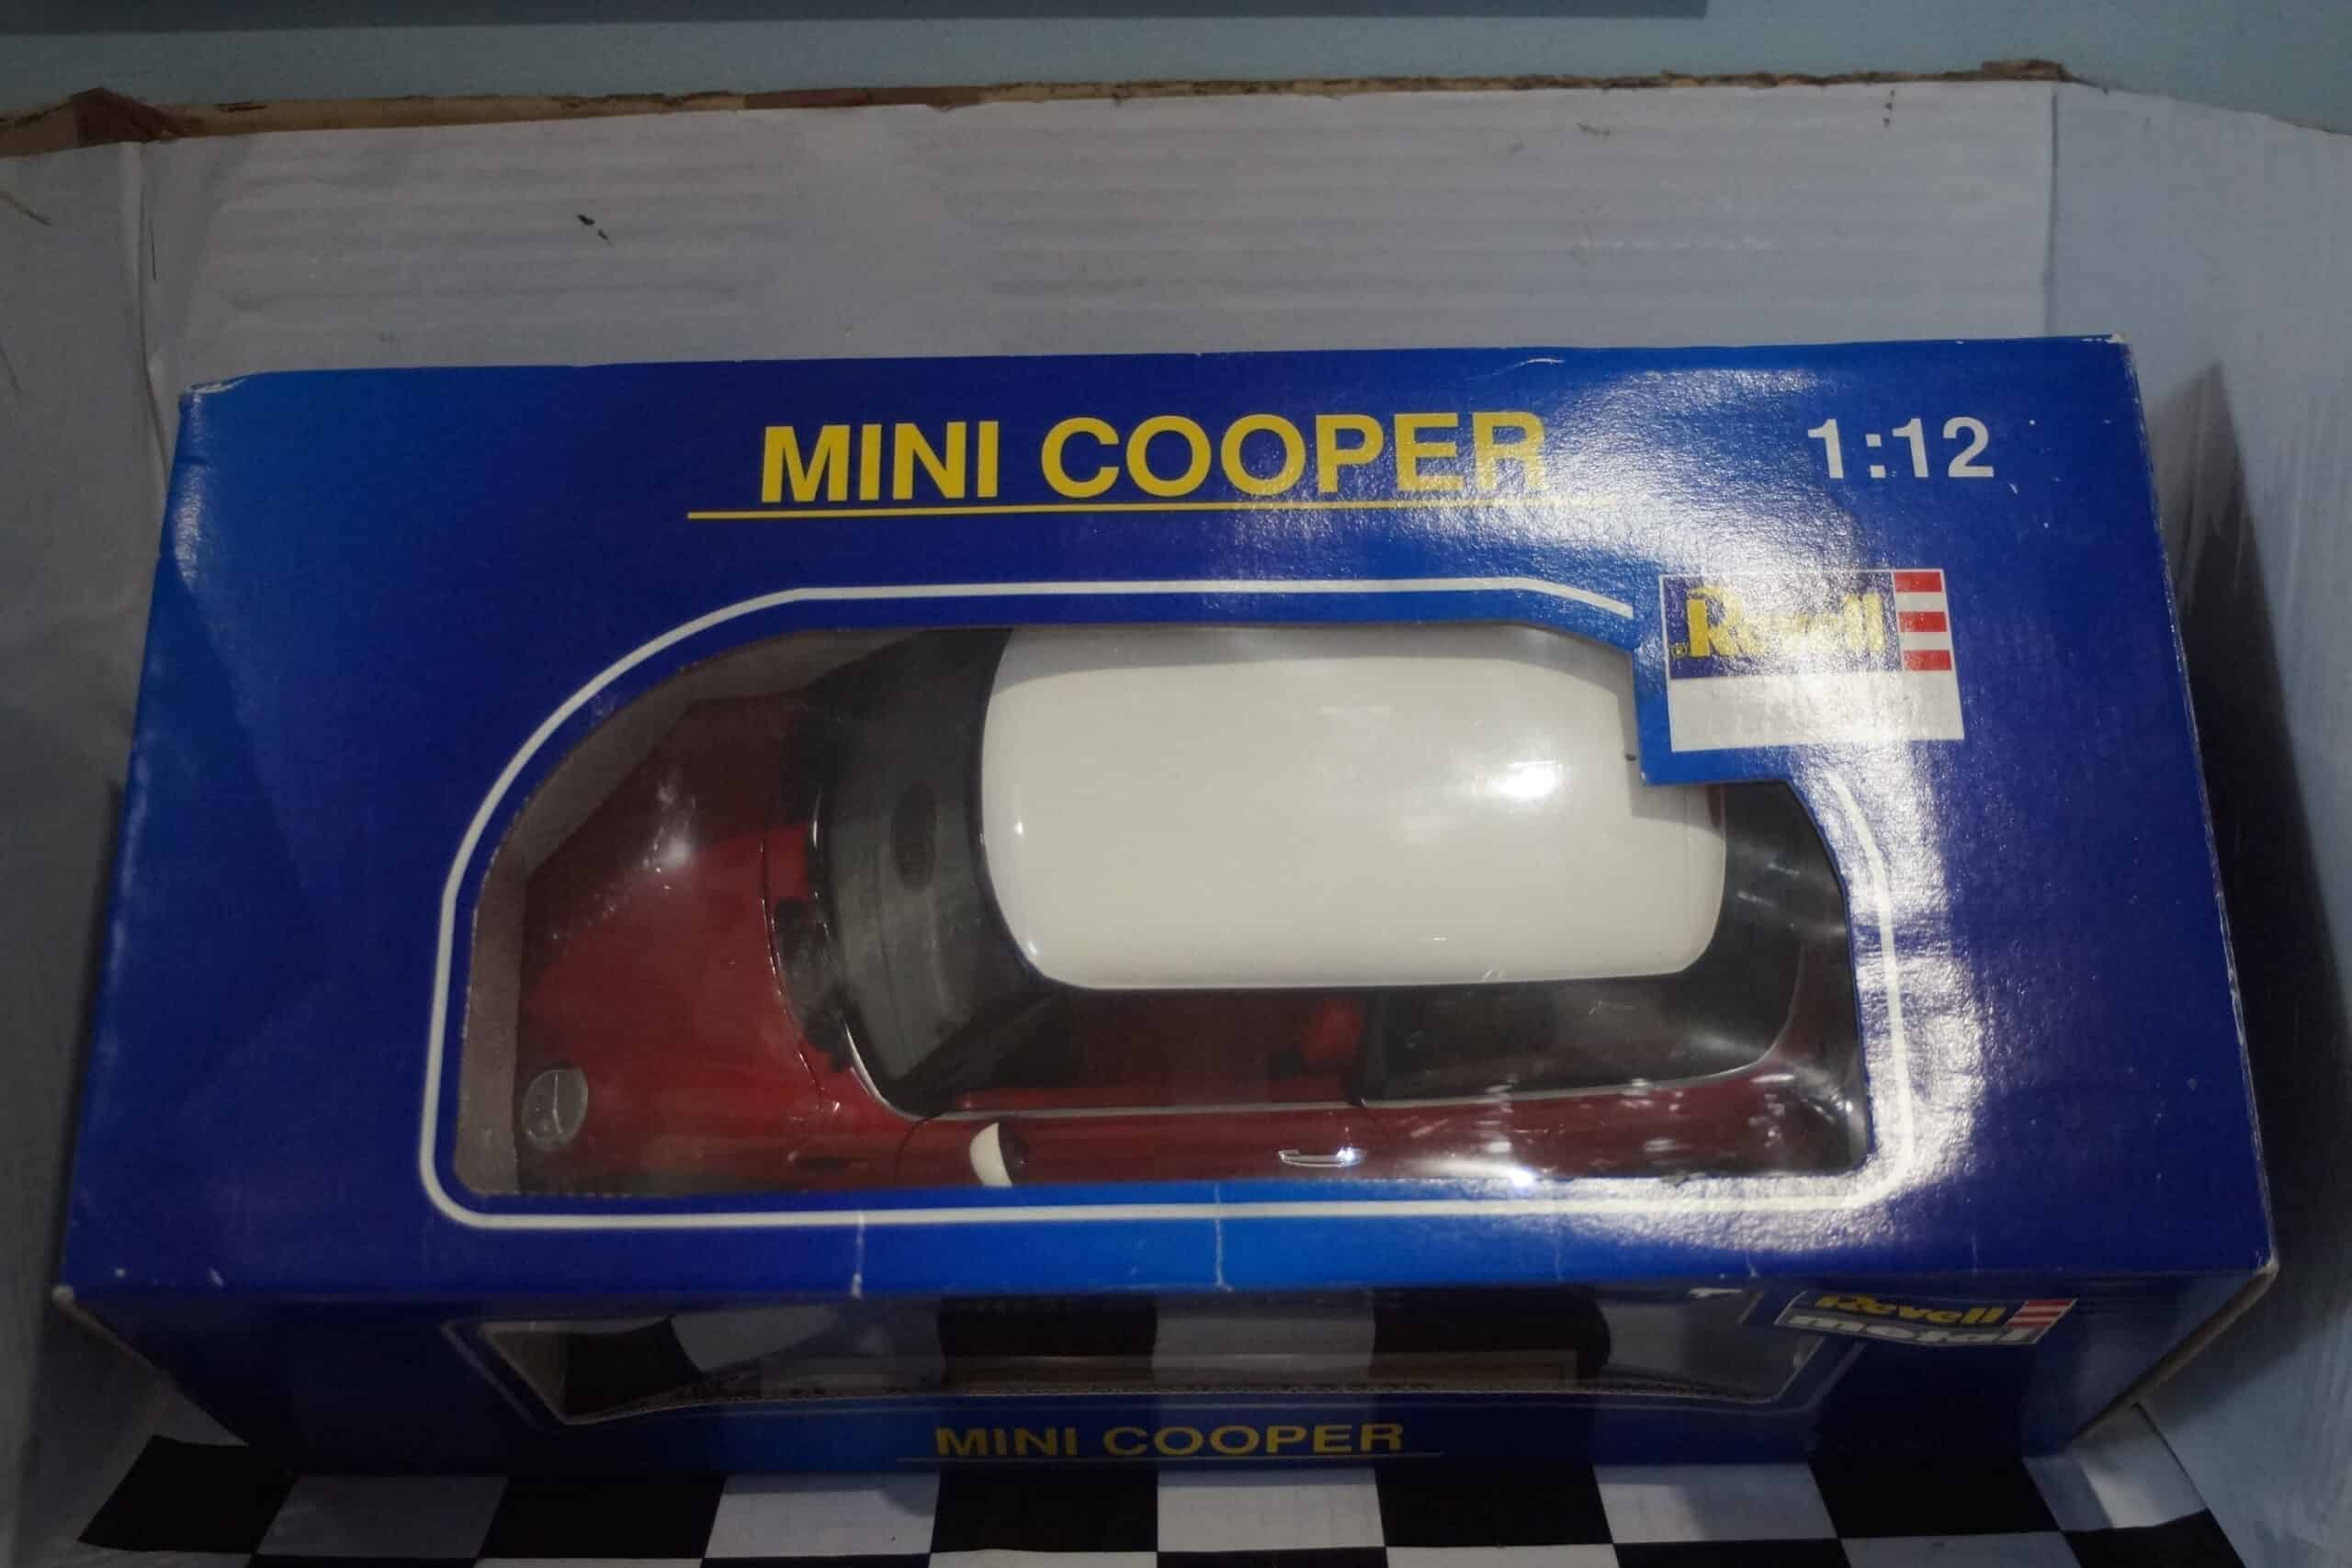 MINI COOPER
1:12
Revell
Revell
metal
MINI COOPER